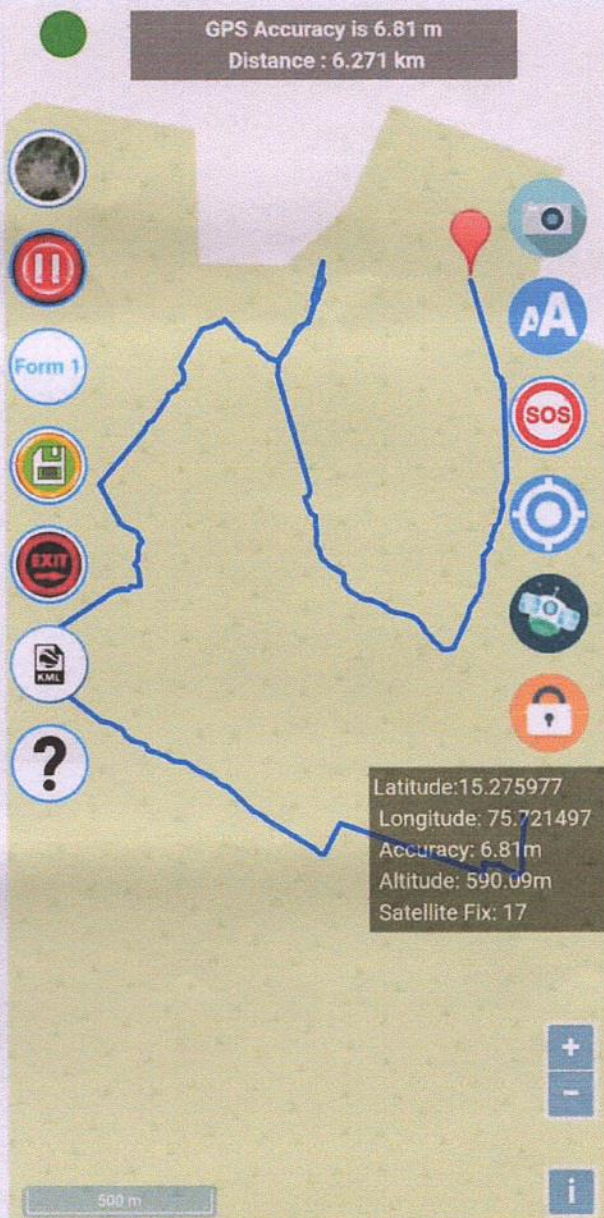 GPS Accuracy is 6.81 m
Distance : 6.271 km
Form 1
AA
SOS
EXIT
KML
?
Latitude:15.275977
Longitude: 75.721497
Accuracy: 6.81m
Altitude: 590.09m
Satellite Fix: 17
+
−
500 m
i